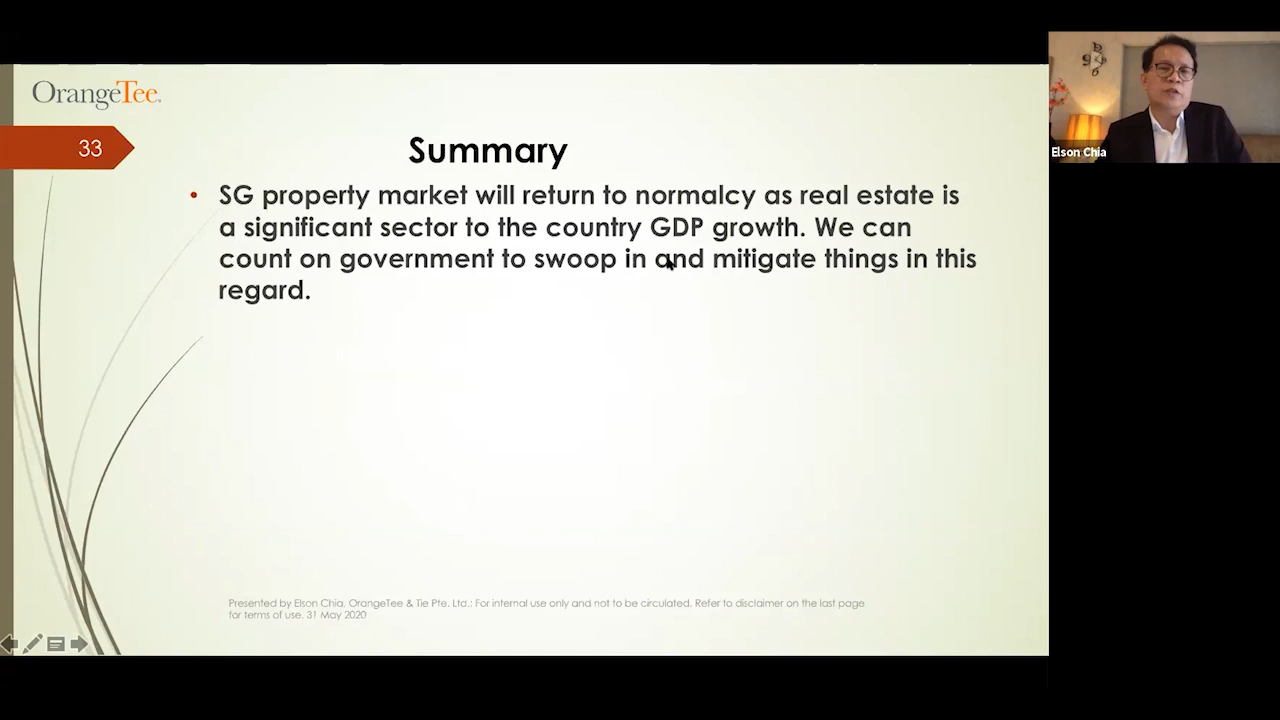 OrangeTee
33
Summary
• SG property market will return to normalcy as real estate is
a significant sector to the country GDP growth. We can
count on government to swoop in and mitigate things in this
regard.
Presented by Elson Chia, OrangeTee & Tie Pte. Ltd.; For internal use only and not to be circulated. Refer to disclaimer on the last page
for terms of use. 31 May 2020
Elson Chia